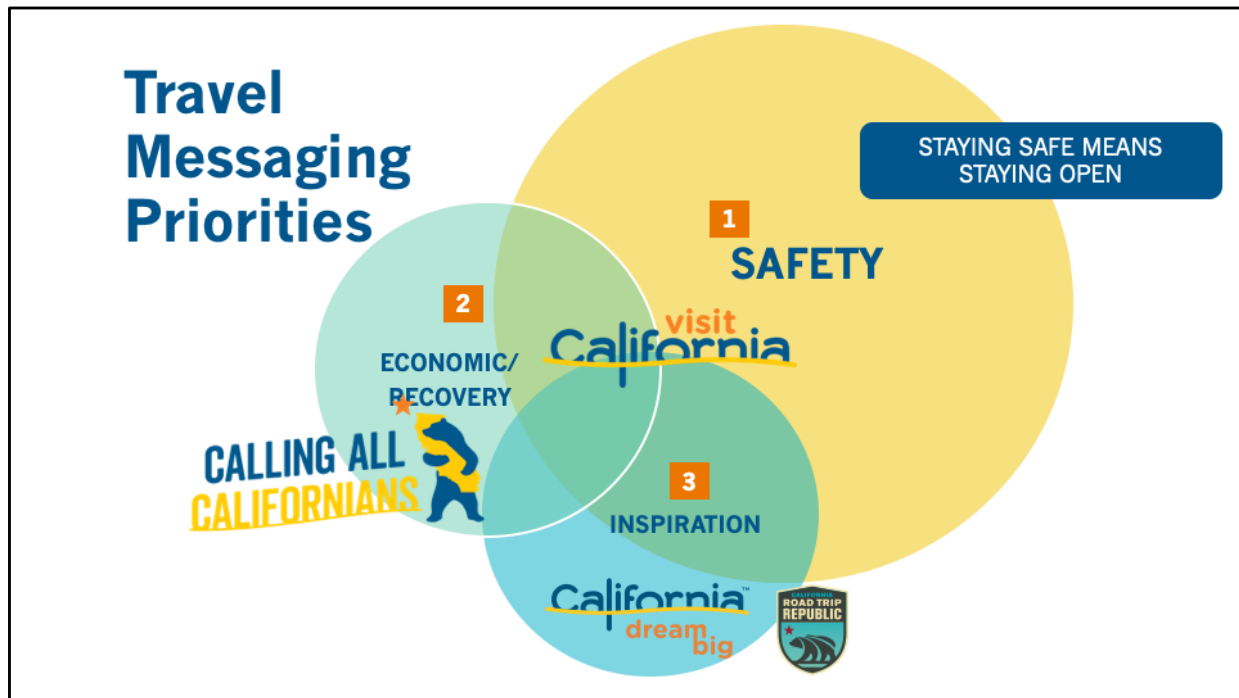 Travel
Messaging
Priorities
STAYING SAFE MEANS
STAYING OPEN
1
SAFETY
2
ECONOMIC/
RECOVERY
visit
California
CALLING ALL
CALIFORNIANS
3
INSPIRATION
California™
dream
big
CALIFORNIA
ROAD TRIP
REPUBLIC